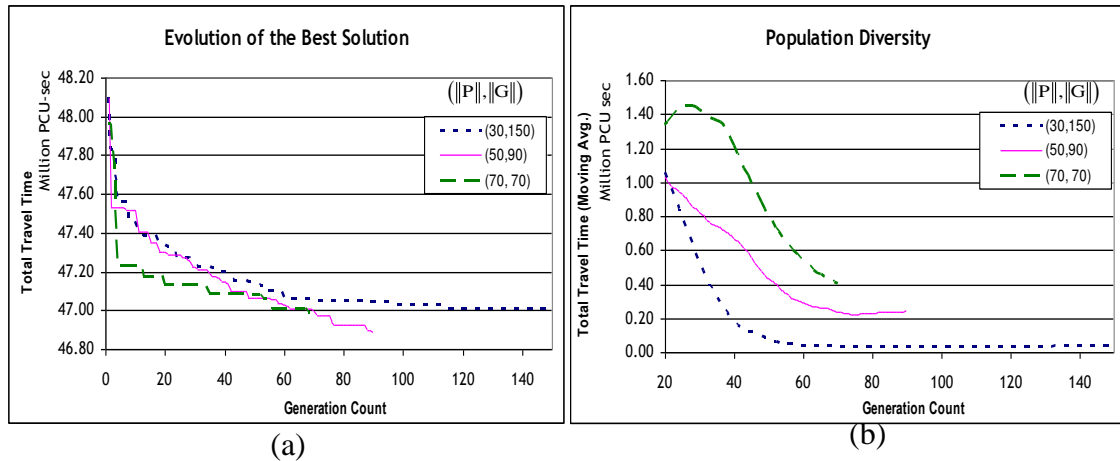 Evolution of the Best Solution
Total Travel Time
Million PCU-sec
48.20
48.00
47.80
47.60
47.40
47.20
47.00
46.80
(‖P‖,‖G‖)
(30,150)
(50,90)
(70, 70)
0 20 40 60 80 100 120 140
Generation Count
(a)
Population Diversity
Total Travel Time (Moving Avg.)
Million PCU sec
1.60
1.40
1.20
1.00
0.80
0.60
0.40
0.20
0.00
(‖P‖,‖G‖)
(30,150)
(50,90)
(70, 70)
20 40 60 80 100 120 140
Generation Count
(b)